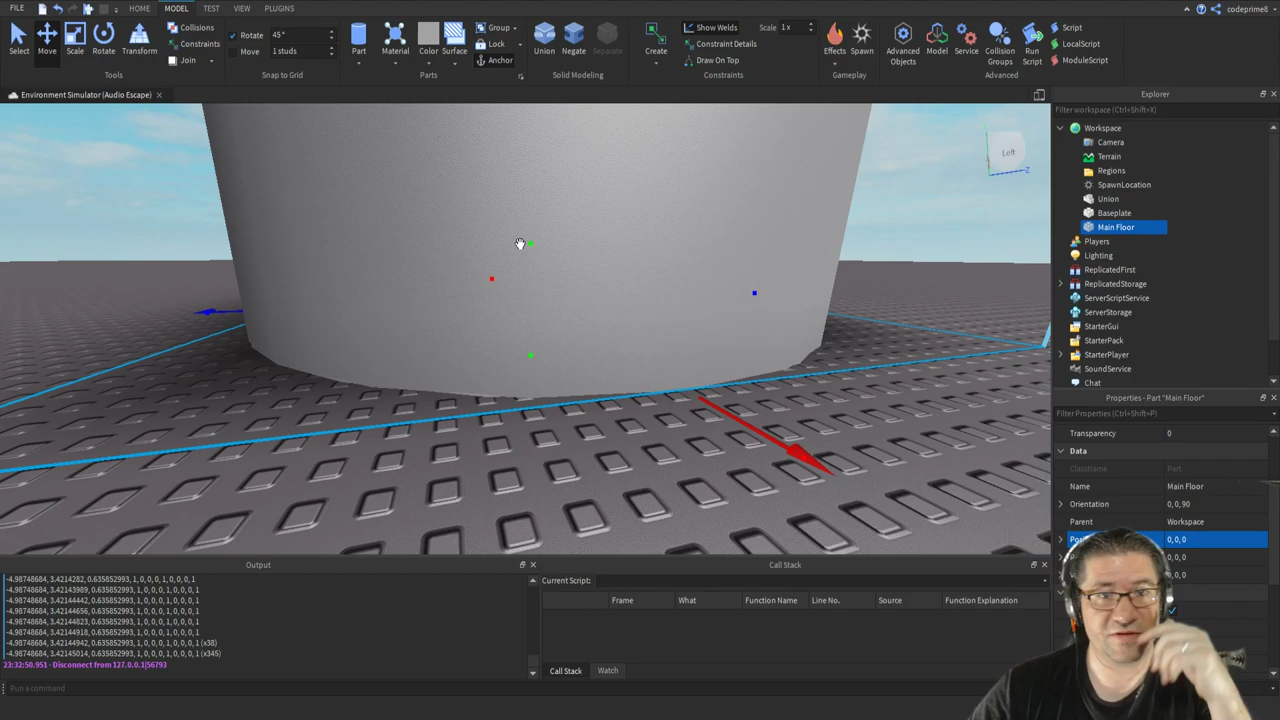 FILE
HOME
MODEL
TEST
VIEW
PLUGINS
codeprime8
Select
Move
Scale
Rotate
Transform
Collisions
Constraints
Join
Tools
Rotate
45°
Move
1 studs
Snap to Grid
Part
Material
Color
Surface
Group
Lock
Anchor
Parts
Union
Negate
Separate
Solid Modeling
Create
Show Welds
Scale
1x
Constraint Details
Draw On Top
Constraints
Effects
Spawn
Gameplay
Advanced
Objects
Model
Service
Collision
Groups
Run
Script
Script
LocalScript
ModuleScript
Advanced
Environment Simulator (Audio Escape)
Left
Z
Explorer
Filter workspace (Ctrl+Shift+X)
Workspace
Camera
Terrain
Regions
SpawnLocation
Union
Baseplate
Main Floor
Players
Lighting
ReplicatedFirst
ReplicatedStorage
ServerScriptService
ServerStorage
StarterGui
StarterPack
StarterPlayer
SoundService
Chat
Properties - Part "Main Floor"
Filter Properties (Ctrl+Shift+P)
Transparency 0
Data
ClassName Part
Name Main Floor
Orientation 0, 0, 90
Parent Workspace
0, 0, 0
0, 0, 0
0, 0, 0
Output
-4.98748684, 3.4214282, 0.635852993, 1, 0, 0, 0, 1, 0, 0, 0, 1
-4.98748684, 3.42143989, 0.635852993, 1, 0, 0, 0, 1, 0, 0, 0, 1
-4.98748684, 3.42144442, 0.635852993, 1, 0, 0, 0, 1, 0, 0, 0, 1
-4.98748684, 3.42144656, 0.635852993, 1, 0, 0, 0, 1, 0, 0, 0, 1
-4.98748684, 3.42144823, 0.635852993, 1, 0, 0, 0, 1, 0, 0, 0, 1
-4.98748684, 3.42144918, 0.635852993, 1, 0, 0, 0, 1, 0, 0, 0, 1
-4.98748684, 3.42144942, 0.635852993, 1, 0, 0, 0, 1, 0, 0, 0, 1 (x38)
-4.98748684, 3.42145014, 0.635852993, 1, 0, 0, 0, 1, 0, 0, 0, 1 (x345)
23:32:50.951 - Disconnect from 127.0.0.1|56793
Call Stack
Current Script:
Frame
What
Function Name
Line No.
Source
Function Explanation
Call Stack
Watch
Run a command